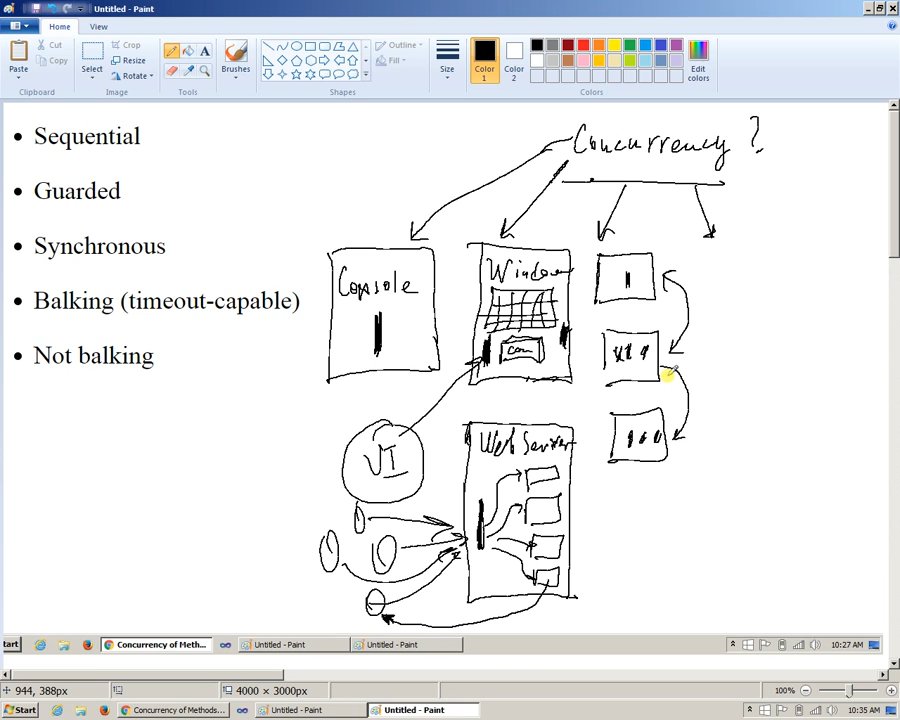 Untitled - Paint
Home
View
Paste
Cut
Copy
Clipboard
Select
Crop
Resize
Rotate
Image
A
Tools
Brushes
Shapes
Outline
Fill
Size
Color 1
Color 2
Edit colors
Colors
• Sequential
• Guarded
• Synchronous
• Balking (timeout-capable)
• Not balking
Concurrency ?
Console
Window
com
UI
Web Server
tart
Concurrency of Meth...
Untitled - Paint
Untitled - Paint
10:27 AM
944, 388px
4000 × 3000px
100%
Start
Concurrency of Methods...
Untitled - Paint
Untitled - Paint
10:35 AM